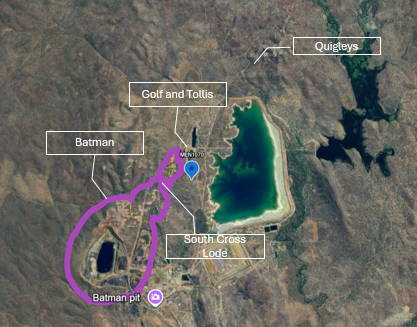 Quigleys
Golf and Tollis
Batman
MLN1070
South Cross
Lode
Batman pit